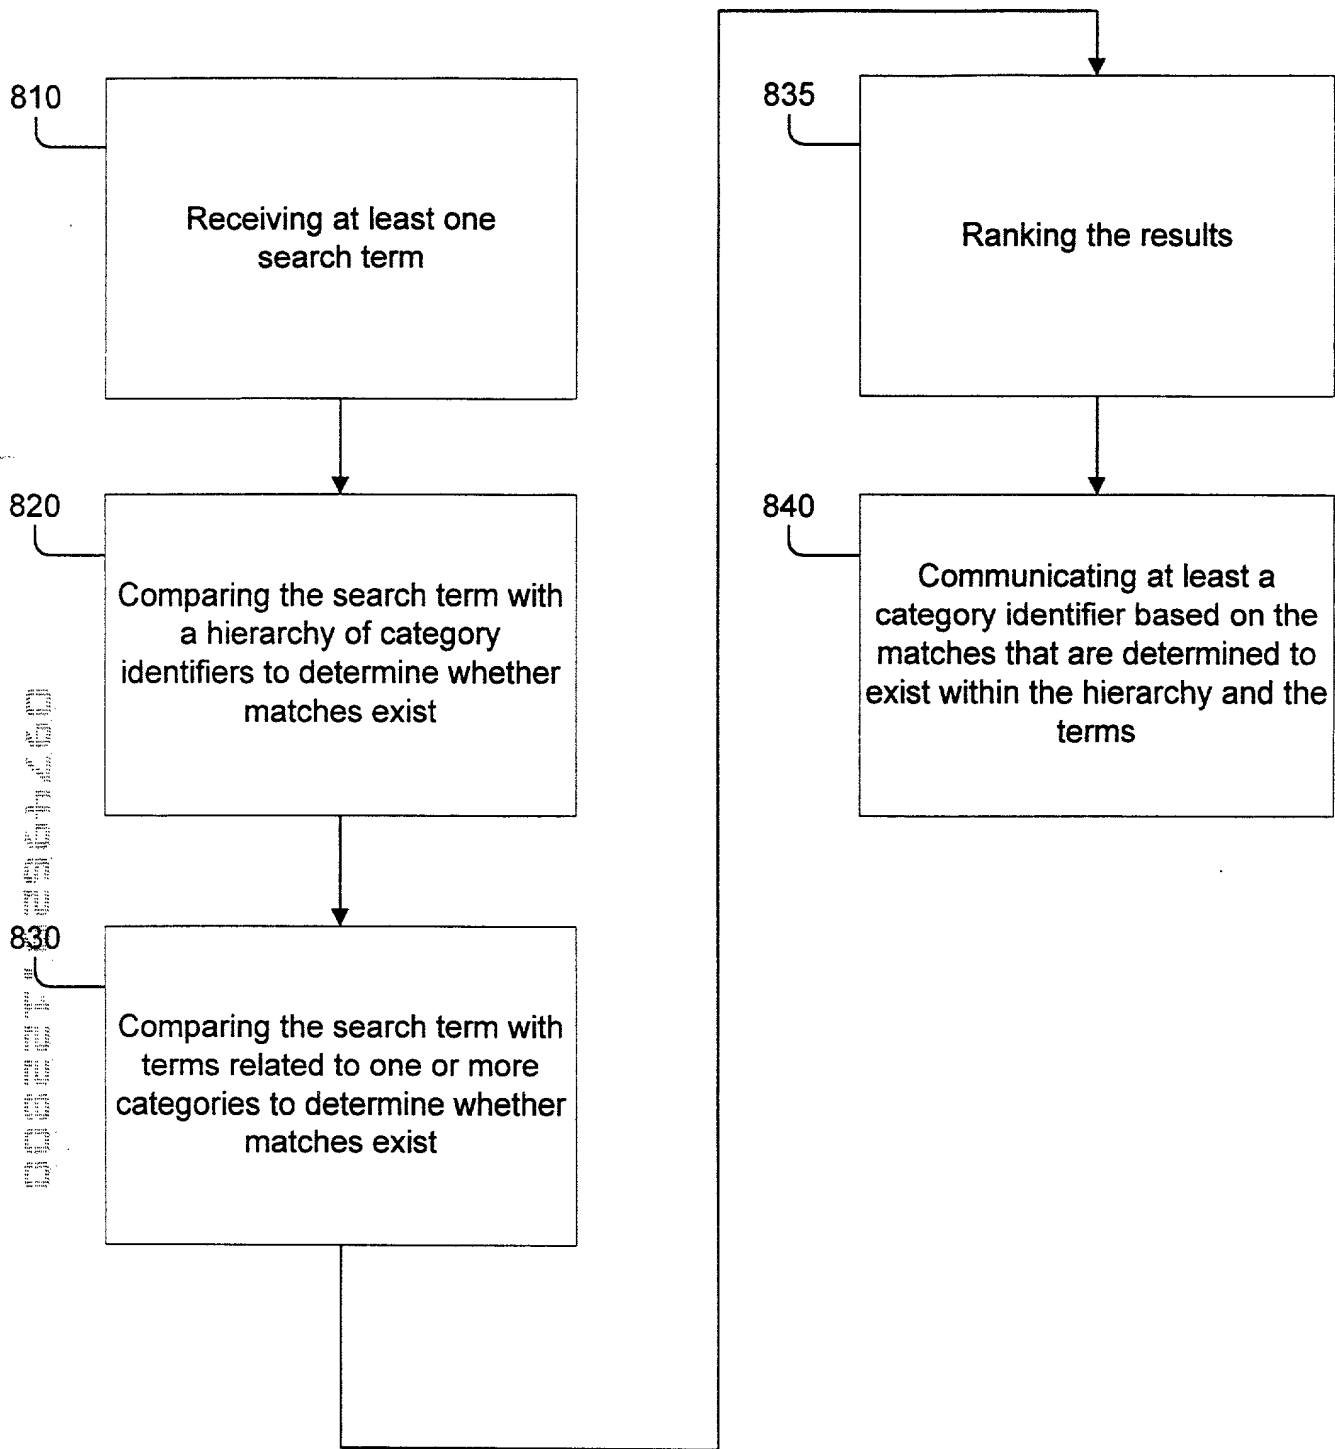 810
Receiving at least one
search term
820
Comparing the search term with
a hierarchy of category
identifiers to determine whether
matches exist
830
Comparing the search term with
terms related to one or more
categories to determine whether
matches exist
835
Ranking the results
840
Communicating at least a
category identifier based on the
matches that are determined to
exist within the hierarchy and the
terms